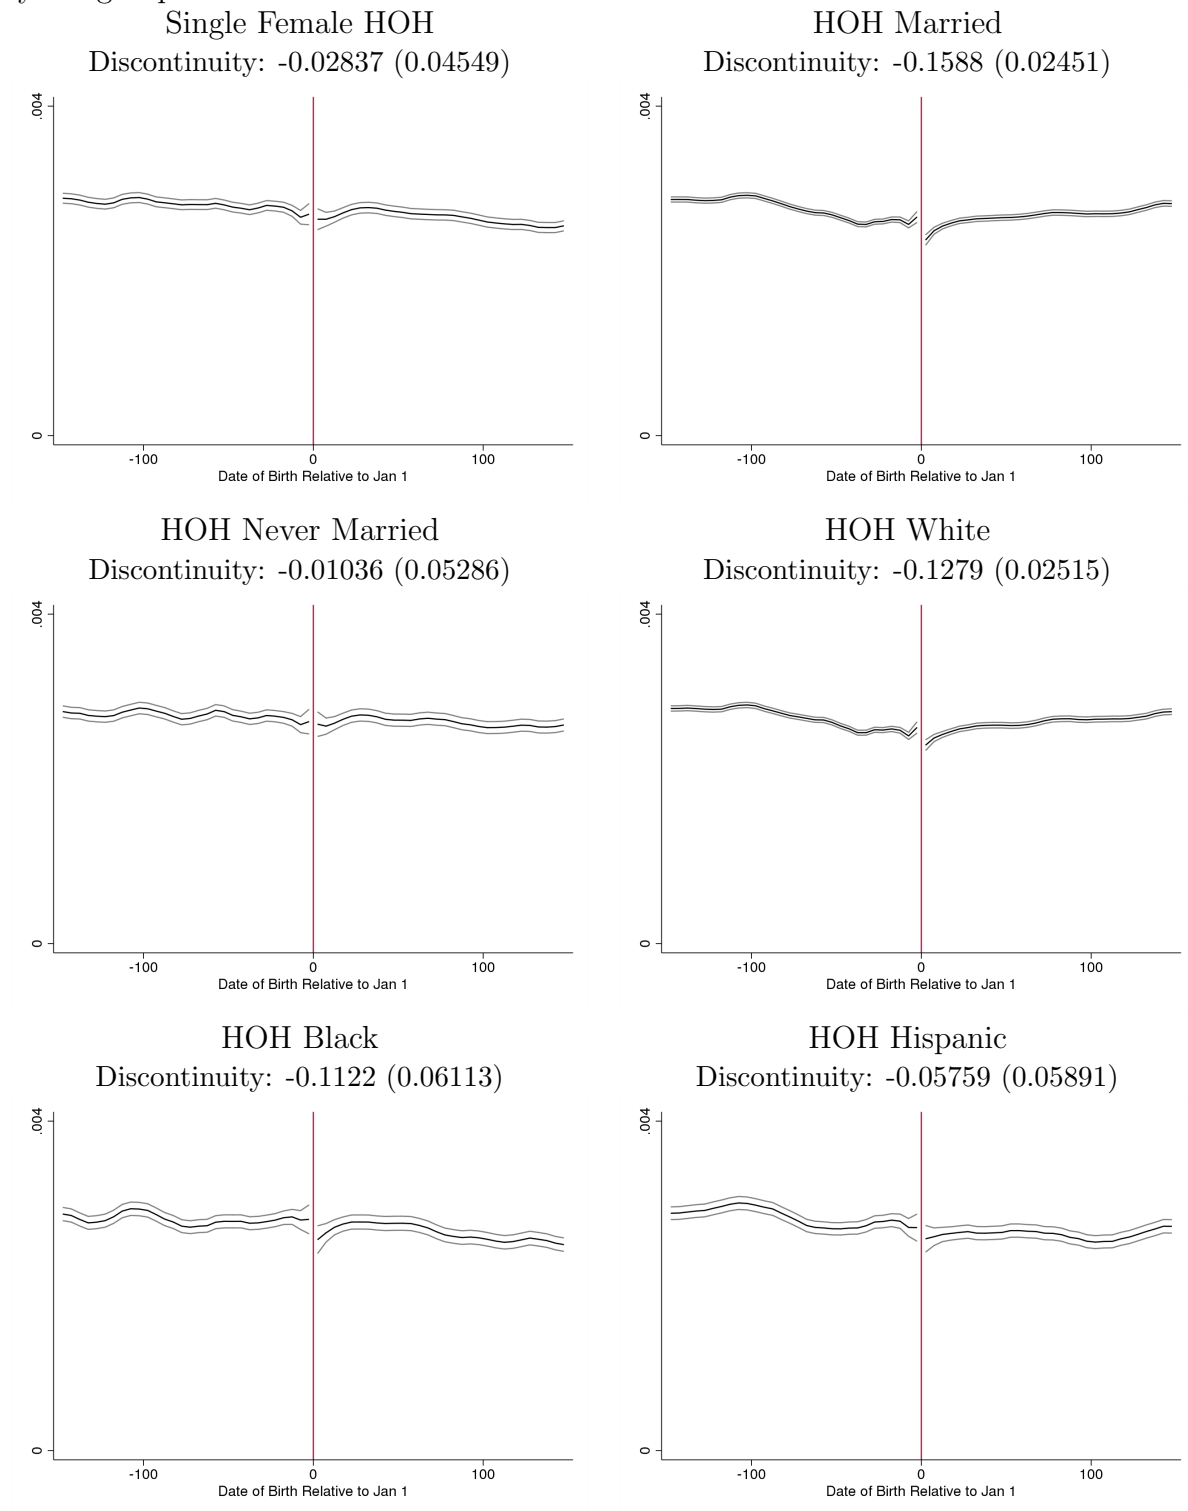 Single Female HOH
Discontinuity: -0.02837 (0.04549)
.004
0
-100 0 100
Date of Birth Relative to Jan 1
HOH Married
Discontinuity: -0.1588 (0.02451)
.004
0
-100 0 100
Date of Birth Relative to Jan 1
HOH Never Married
Discontinuity: -0.01036 (0.05286)
.004
0
-100 0 100
Date of Birth Relative to Jan 1
HOH White
Discontinuity: -0.1279 (0.02515)
.004
0
-100 0 100
Date of Birth Relative to Jan 1
HOH Black
Discontinuity: -0.1122 (0.06113)
.004
0
-100 0 100
Date of Birth Relative to Jan 1
HOH Hispanic
Discontinuity: -0.05759 (0.05891)
.004
0
-100 0 100
Date of Birth Relative to Jan 1